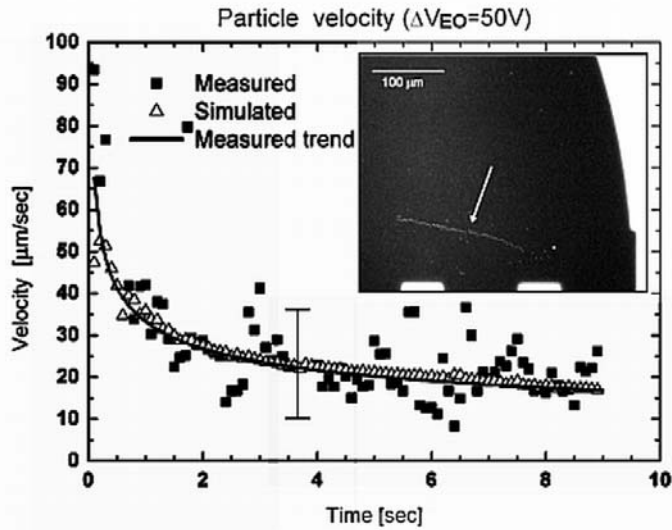 Particle velocity (ΔV_EO=50V)
100
90
80
70
60
50
40
30
20
10
0
Velocity [µm/sec]
Measured
Simulated
Measured trend
100 µm
0
2
4
6
8
10
Time [sec]